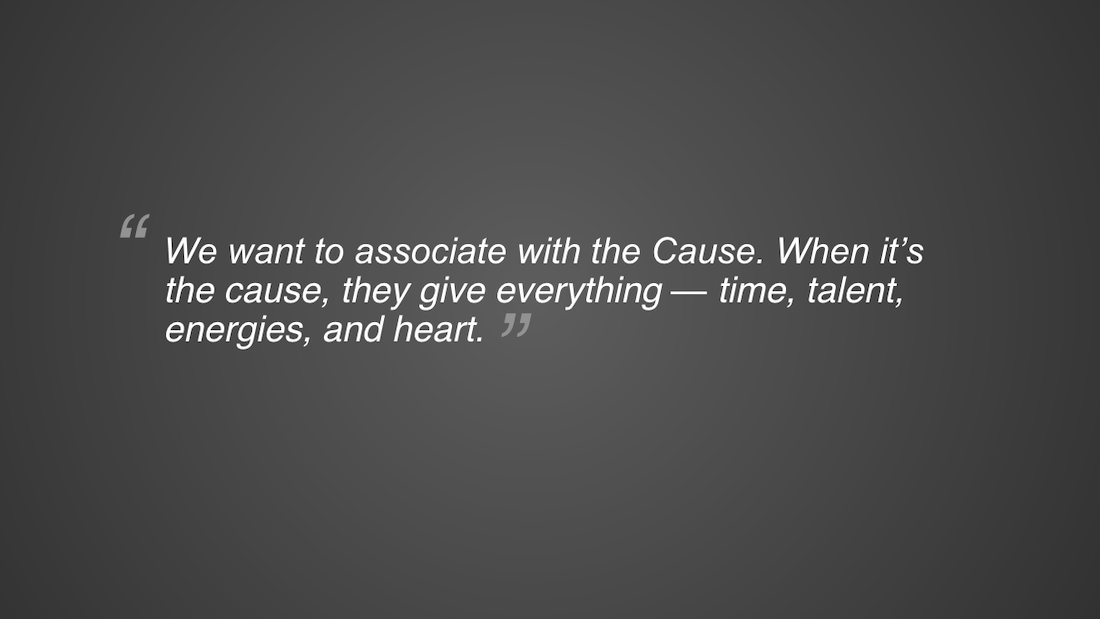 “ We want to associate with the Cause. When it’s
the cause, they give everything — time, talent,
energies, and heart. ”